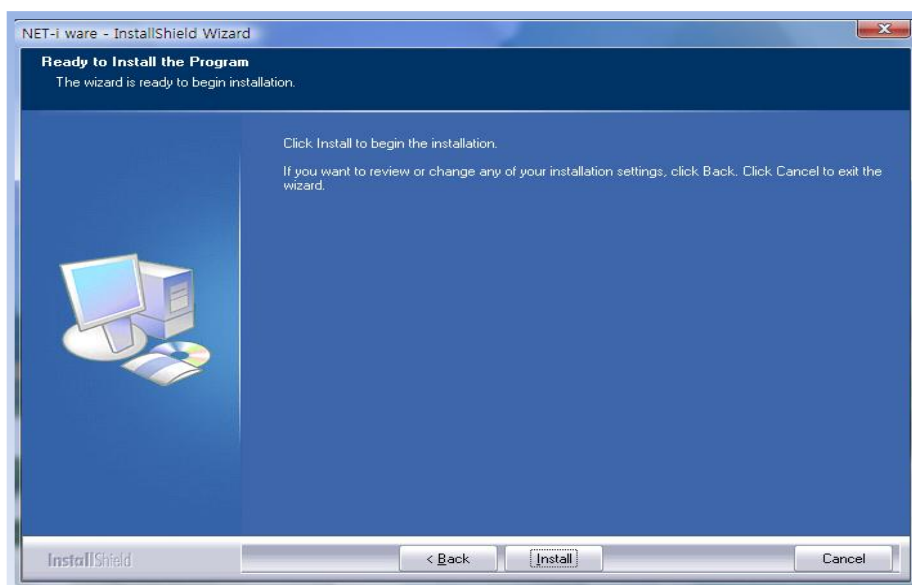 NET-i ware - InstallShield Wizard
Ready to Install the Program
The wizard is ready to begin installation.
Click Install to begin the installation.
If you want to review or change any of your installation settings, click Back. Click Cancel to exit the
wizard.
InstallShield
< Back
Install
Cancel